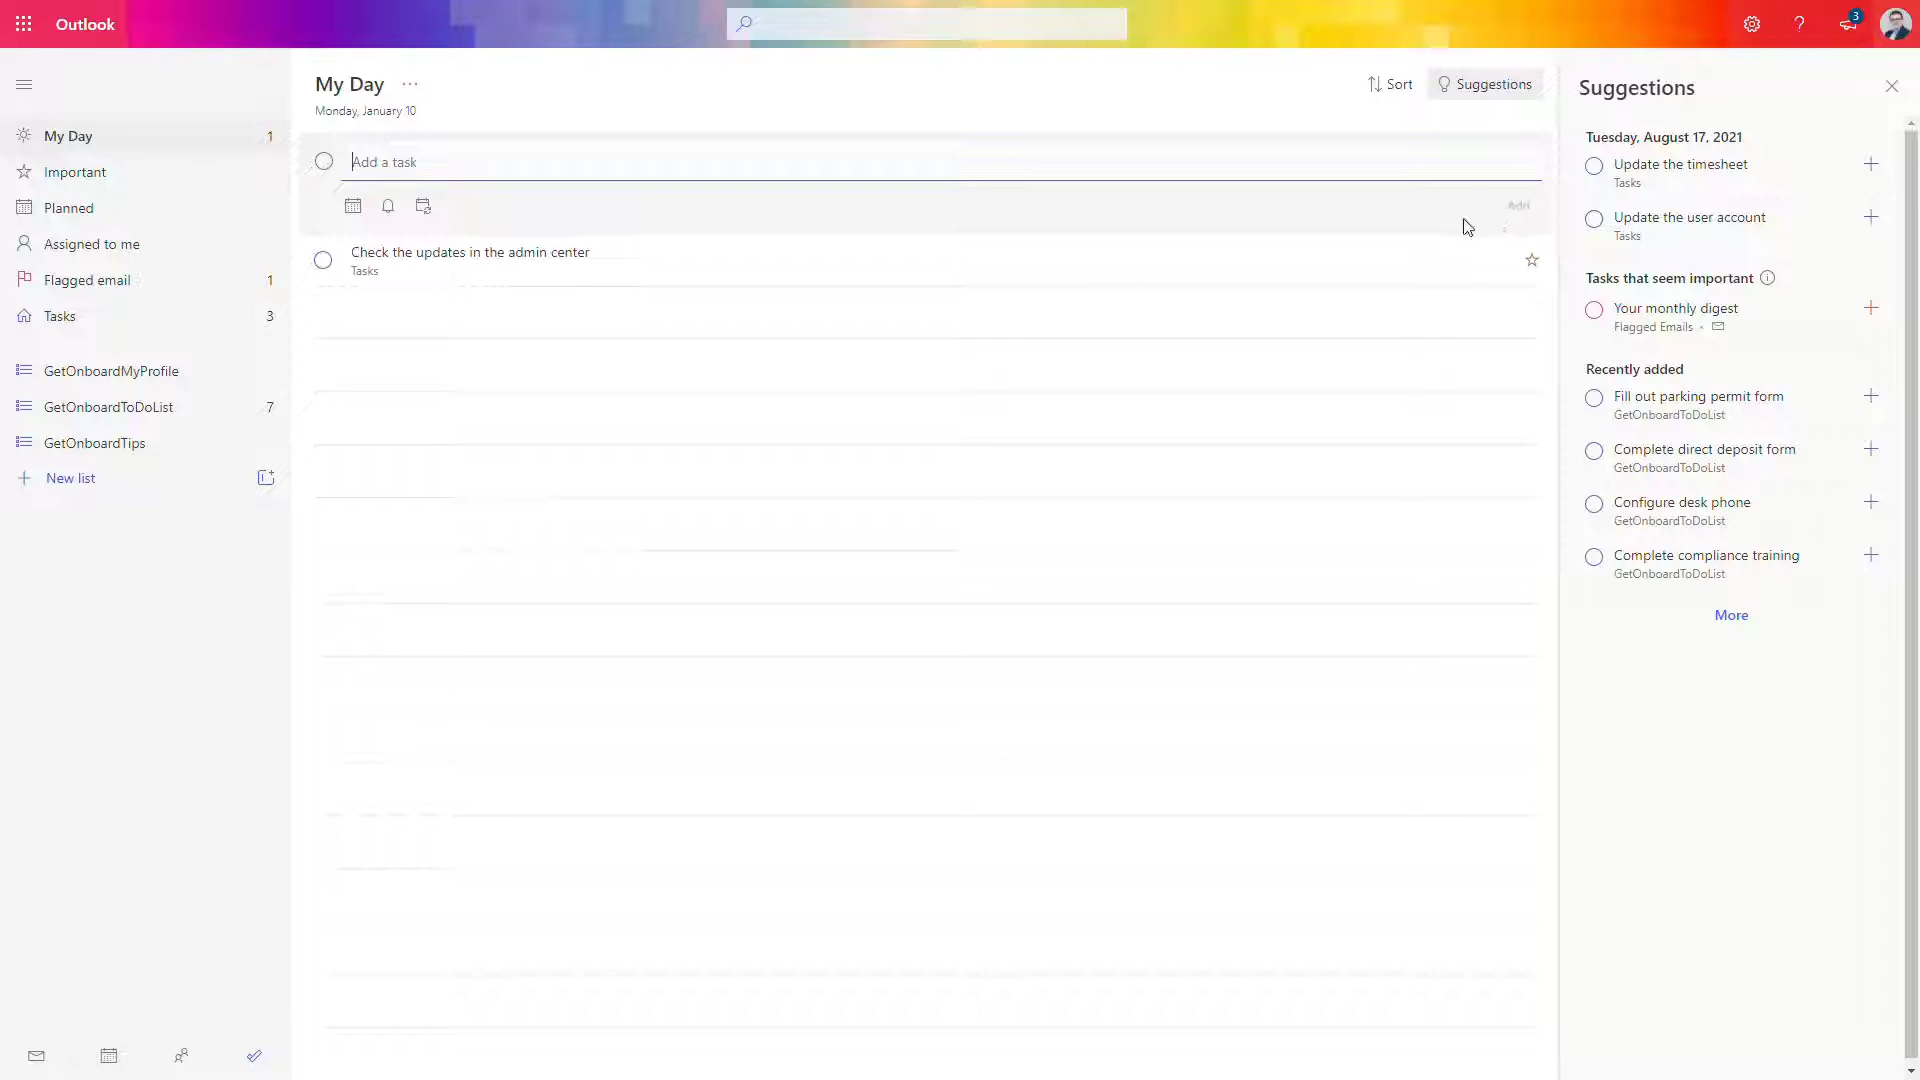 Outlook
3
My Day
1
Important
Planned
Assigned to me
Flagged email
1
Tasks
3
GetOnboardMyProfile
GetOnboardToDoList
7
GetOnboardTips
New list
My Day
Monday, January 10
Sort
Suggestions
Add a task
Add
Check the updates in the admin center
Tasks
Suggestions
Tuesday, August 17, 2021
Update the timesheet
Tasks
Update the user account
Tasks
Tasks that seem important
Your monthly digest
Flagged Emails •
Recently added
Fill out parking permit form
GetOnboardToDoList
Complete direct deposit form
GetOnboardToDoList
Configure desk phone
GetOnboardToDoList
Complete compliance training
GetOnboardToDoList
More